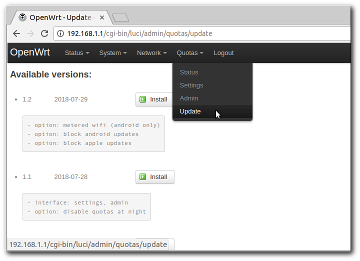 OpenWrt - Update
192.168.1.1/cgi-bin/luci/admin/quotas/update
OpenWrt Status System Network Quotas Logout
Available versions:
Status
Settings
Admin
Update
1.2 2018-07-29 Install
- option: metered wifi (android only)
- option: block android updates
- option: block apple updates
1.1 2018-07-28 Install
- interface: settings, admin
- option: disable quotas at night
192.168.1.1/cgi-bin/luci/admin/quotas/update